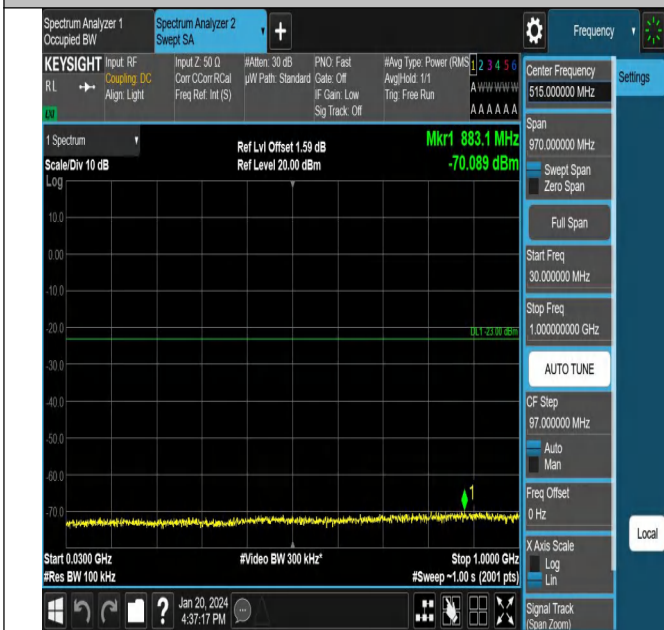 Spectrum Analyzer 1
Occupied BW
Spectrum Analyzer 2
Swept SA
Frequency
KEYSIGHT
RL
Input: RF
Coupling: DC
Align: Light
Input Z: 50 Ω
Corr CCorr RCal
Freq Ref: Int (S)
#Atten: 30 dB
µW Path: Standard
PNO: Fast
Gate: Off
IF Gain: Low
Sig Track: Off
#Avg Type: Power (RMS)
Avg|Hold: 1/1
Trig: Free Run
1 2 3 4 5 6
A W W W W W
A A A A A A
Center Frequency
515.000000 MHz
Settings
Span
970.000000 MHz
Swept Span
Zero Span
Full Span
Start Freq
30.000000 MHz
Stop Freq
1.000000000 GHz
AUTO TUNE
CF Step
97.000000 MHz
Auto
Man
Freq Offset
0 Hz
X Axis Scale
Log
Lin
Signal Track
(Span Zoom)
Local
1 Spectrum
Scale/Div 10 dB
Ref Lvl Offset 1.59 dB
Ref Level 20.00 dBm
Mkr1 883.1 MHz
-70.089 dBm
Log
10.0
0.00
-10.0
-20.0
DL1 -23.00 dBm
-30.0
-40.0
-50.0
-60.0
-70.0
1
Start 0.0300 GHz
#Res BW 100 kHz
#Video BW 300 kHz*
Stop 1.0000 GHz
#Sweep ~1.00 s (2001 pts)
?
Jan 20, 2024
4:37:17 PM